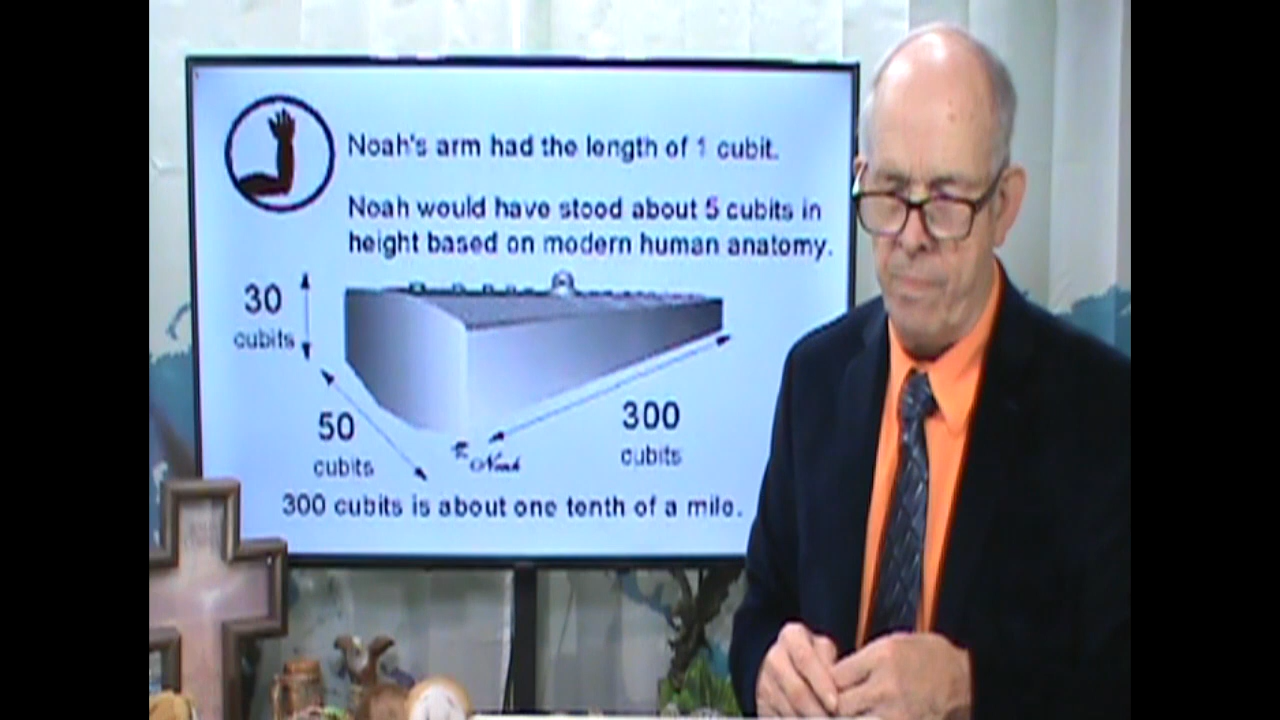 Noah's arm had the length of 1 cubit.
Noah would have stood about 5 cubits in
height based on modern human anatomy.
30
cubits
50
cubits
300
cubits
Noah
300 cubits is about one tenth of a mile.